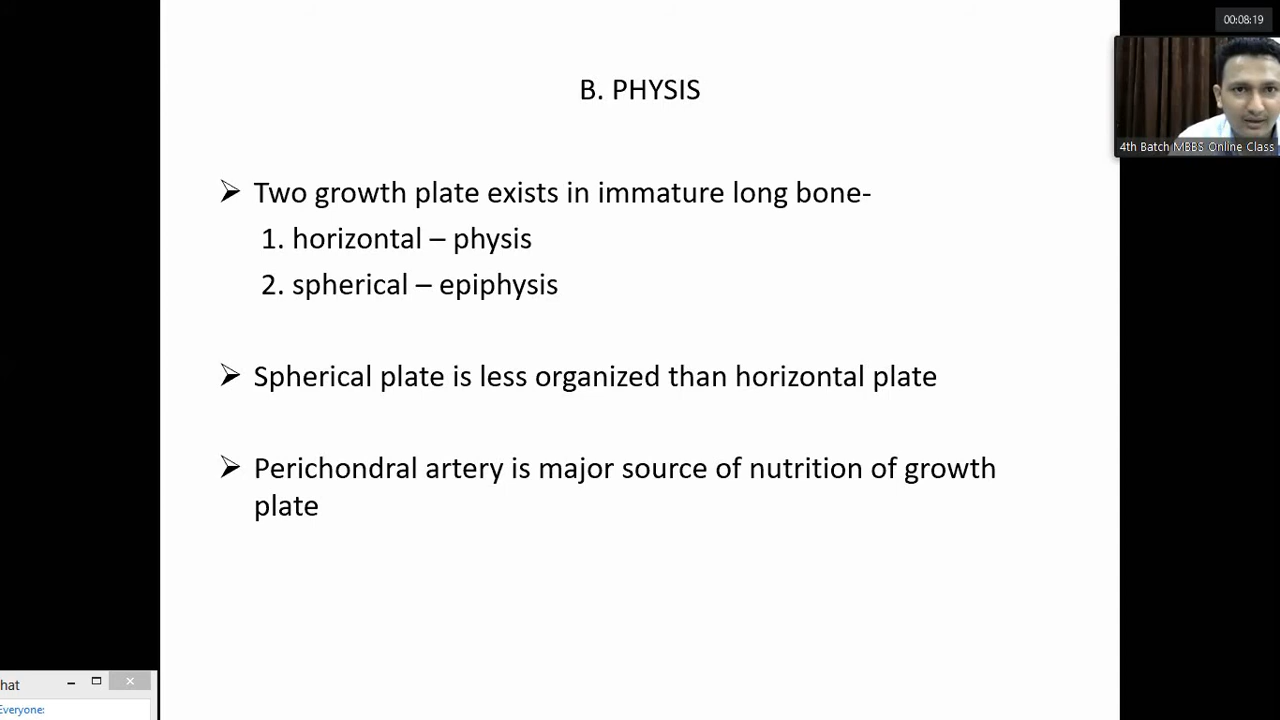 00:08:19
B. PHYSIS
4th Batch MBBS Online Class
➢ Two growth plate exists in immature long bone-
1. horizontal – physis
2. spherical – epiphysis
➢ Spherical plate is less organized than horizontal plate
➢ Perichondral artery is major source of nutrition of growth
plate
hat
Everyone: